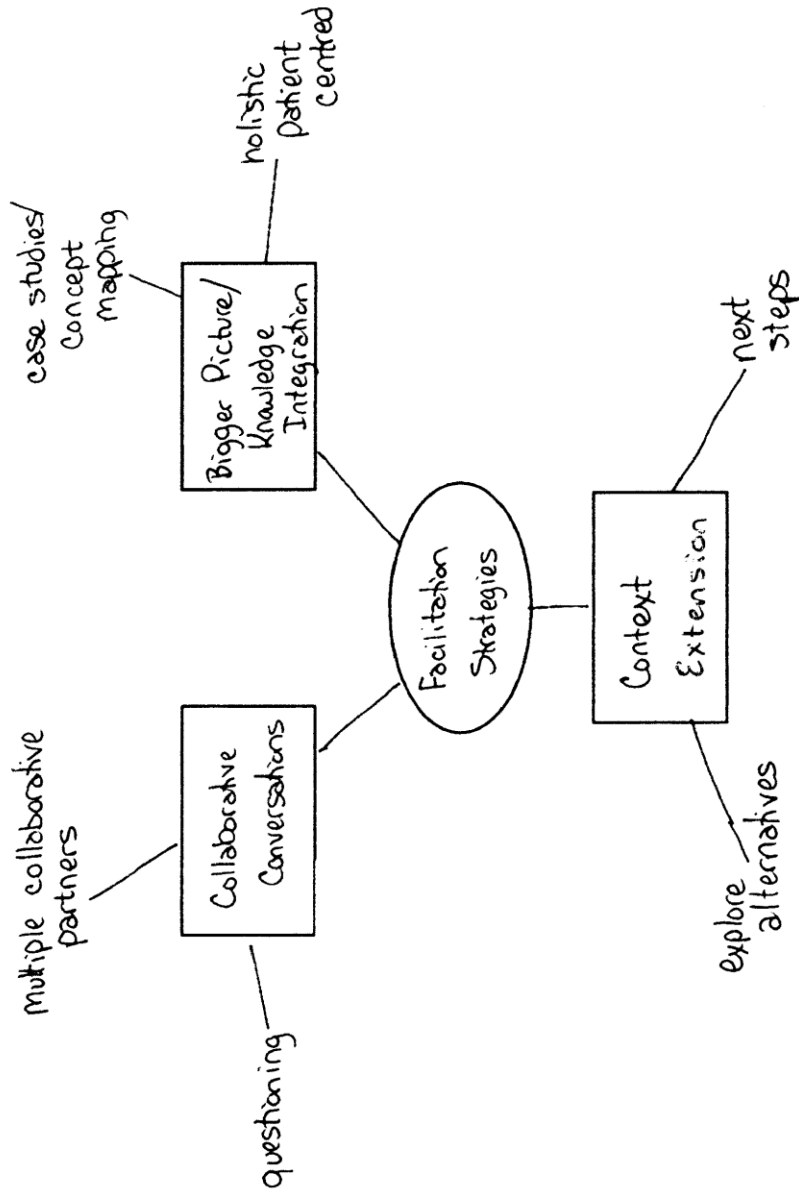 multiple collaborative
partners
case studies/
concept
mapping
questioning
Collaborative
Conversations
Bigger Picture/
Knowledge
Integration
holistic
patient
centred
Facilitation
Strategies
Context
Extension
explore
alternatives
next
steps